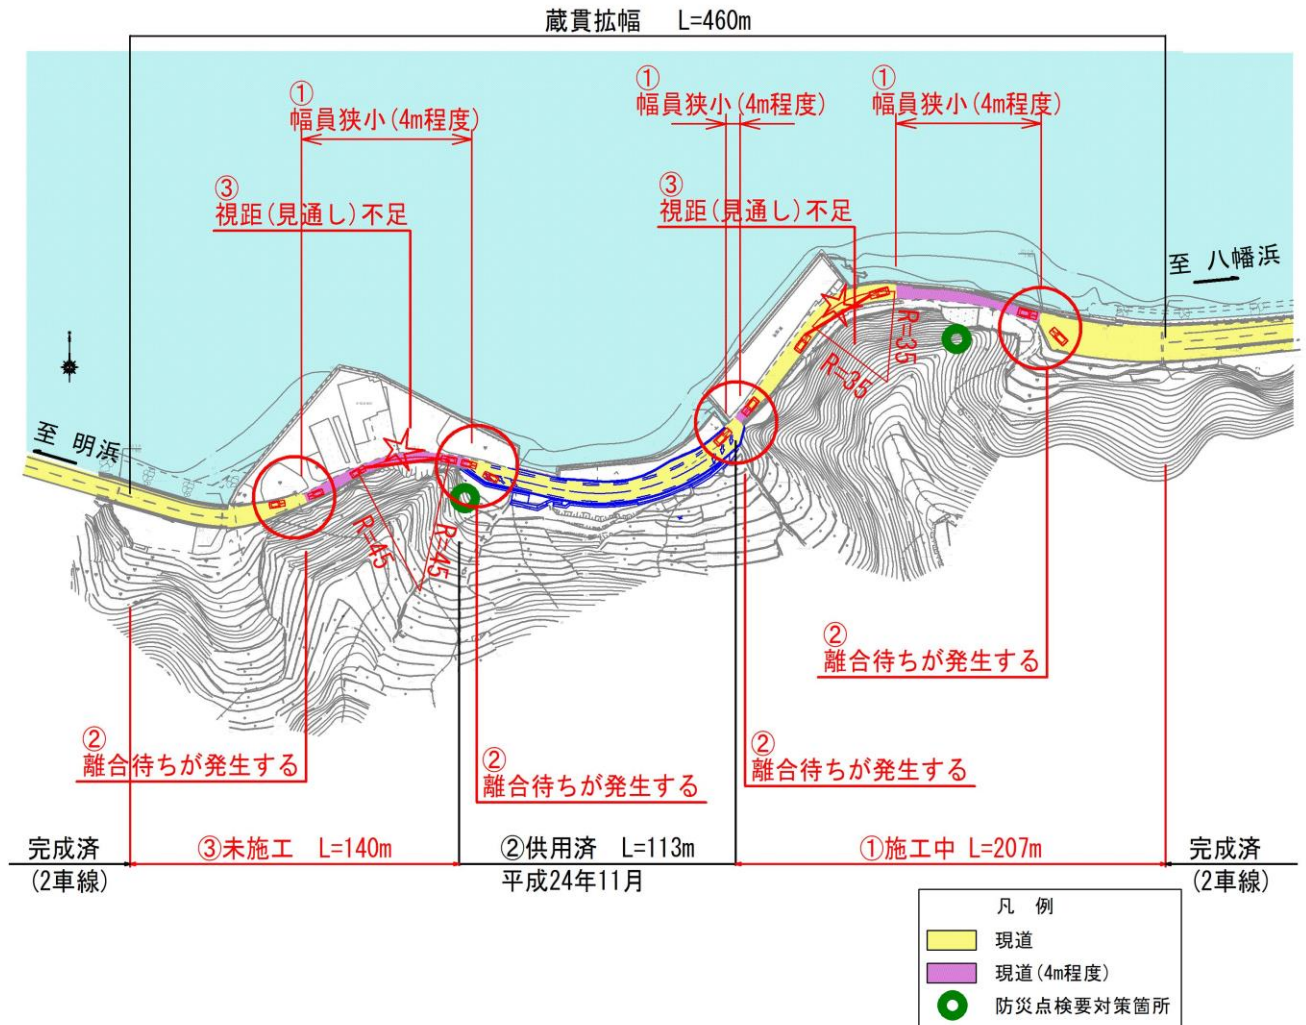 蔵貫拡幅 L=460m
①
幅員狭小(4m程度)
①
幅員狭小(4m程度)
①
幅員狭小(4m程度)
③
視距(見通し)不足
③
視距(見通し)不足
至 八幡浜
至 明浜
R=35
R=35
R=45
R=45
②
離合待ちが発生する
②
離合待ちが発生する
②
離合待ちが発生する
②
離合待ちが発生する
完成済
(2車線)
③未施工 L=140m
②供用済 L=113m
平成24年11月
①施工中 L=207m
完成済
(2車線)
凡 例
現道
現道(4m程度)
防災点検要対策箇所